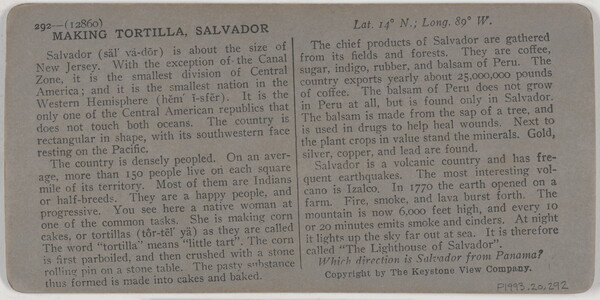 292—(12860)
MAKING TORTILLA, SALVADOR
Lat. 14° N.; Long. 89° W.
Salvador (säl′ vá-dōr) is about the size of
New Jersey. With the exception of the Canal
Zone, it is the smallest division of Central
America; and it is the smallest nation in the
Western Hemisphere (hĕm′ ĭ-sfēr). It is the
only one of the Central American republics that
does not touch both oceans. The country is
rectangular in shape, with its southwestern face
resting on the Pacific.
The country is densely peopled. On an aver-
age, more than 150 people live on each square
mile of its territory. Most of them are Indians
or half-breeds. They are a happy people, and
progressive. You see here a native woman at
one of the common tasks. She is making corn
cakes, or tortillas (tōr-tēl′ yä) as they are called
The word "tortilla" means "little tart". The corn
is first parboiled, and then crushed with a stone
rolling pin on a stone table. The pasty substance
thus formed is made into cakes and baked.
The chief products of Salvador are gathered
from its fields and forests. They are coffee,
sugar, indigo, rubber, and balsam of Peru. The
country exports yearly about 25,000,000 pounds
of coffee. The balsam of Peru does not grow
in Peru at all, but is found only in Salvador.
The balsam is made from the sap of a tree, and
is used in drugs to help heal wounds. Next to
the plant crops in value stand the minerals. Gold,
silver, copper, and lead are found.
Salvador is a volcanic country and has fre-
quent earthquakes. The most interesting vol-
cano is Izalco. In 1770 the earth opened on a
farm. Fire, smoke, and lava burst forth. The
mountain is now 6,000 feet high, and every 10
or 20 minutes emits smoke and cinders. At night
it lights up the sky far out at sea. It is therefore
called "The Lighthouse of Salvador".
Which direction is Salvador from Panama?
Copyright by The Keystone View Company.
P1993.20.292